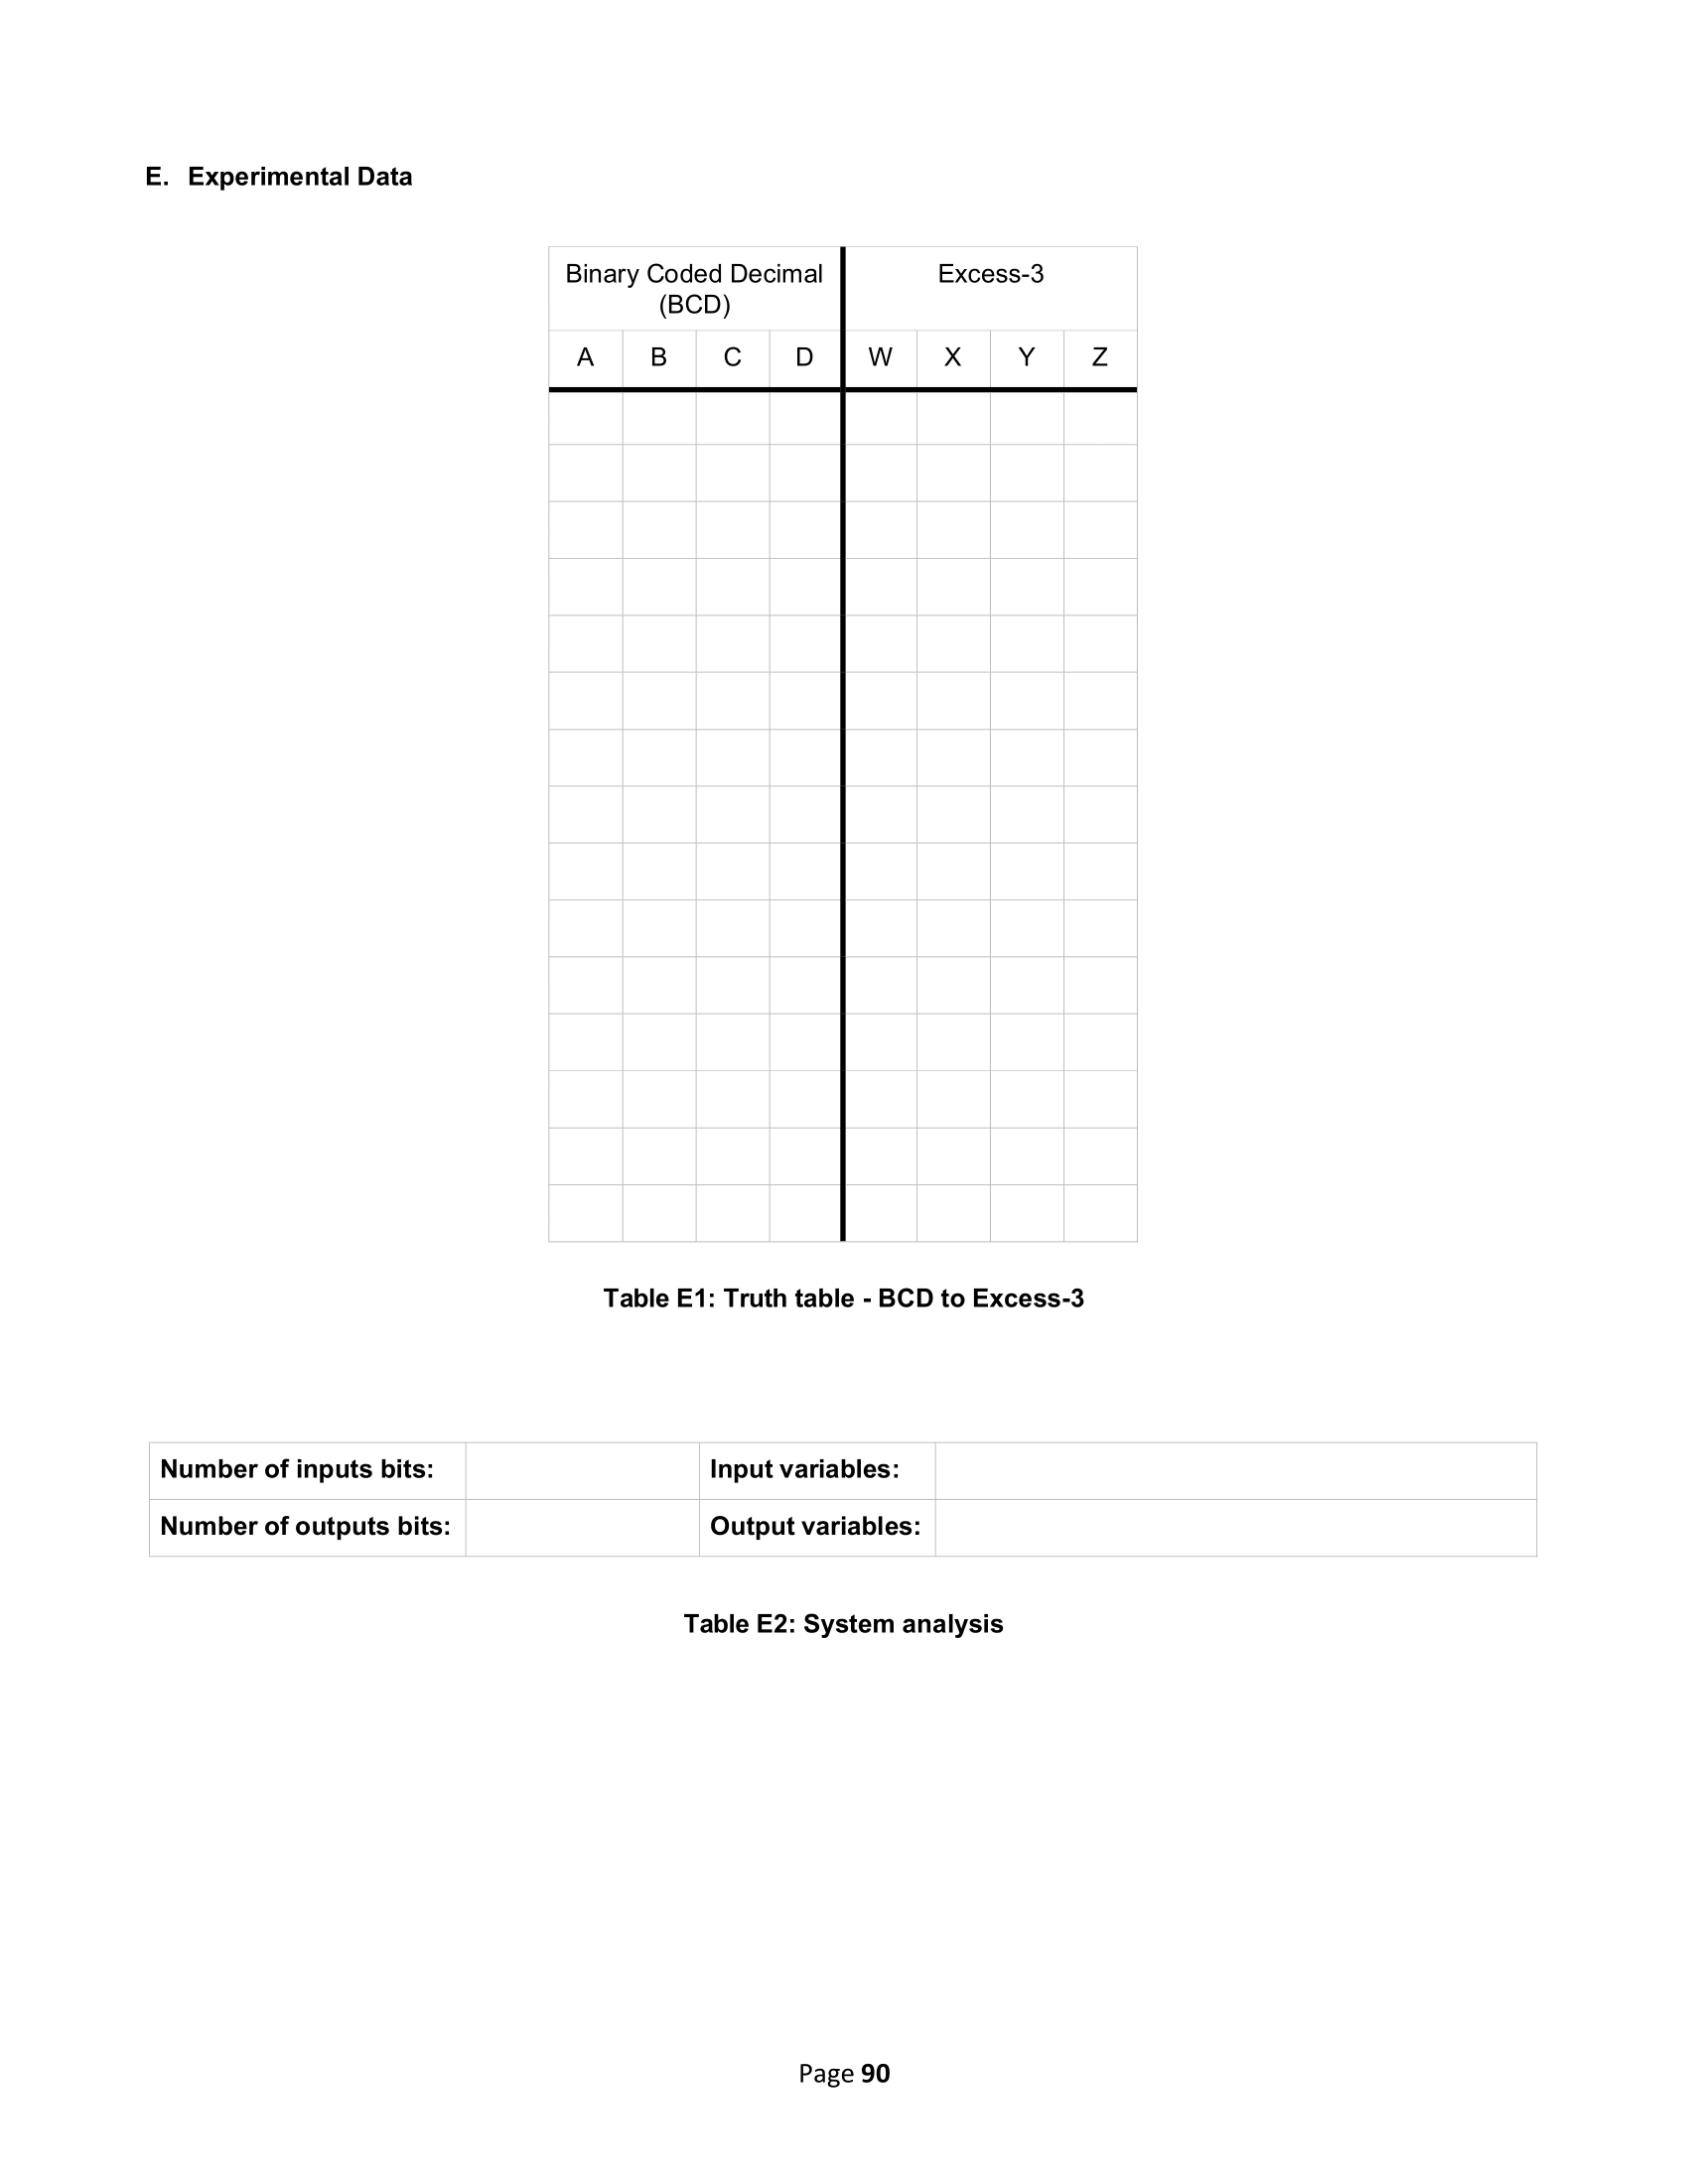 E. Experimental Data
Binary Coded Decimal
(BCD)
Excess-3
A B C D W X Y Z
Table E1: Truth table - BCD to Excess-3
Number of inputs bits: Input variables:
Number of outputs bits: Output variables:
Table E2: System analysis
Page 90